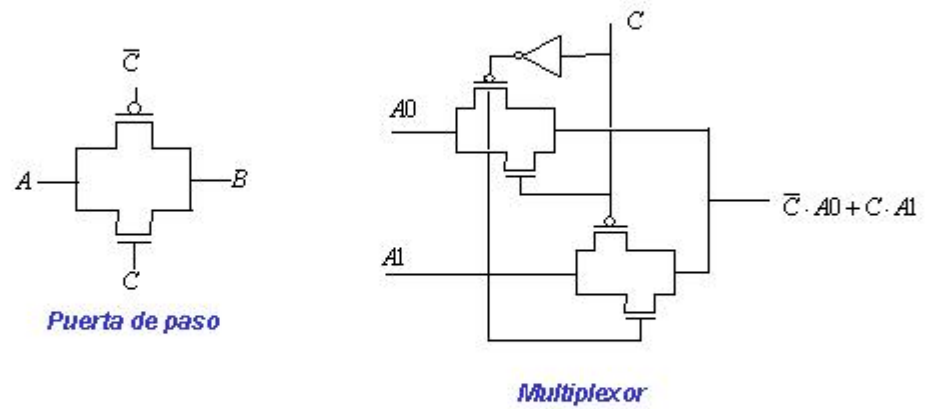 C̅
A
B
C
Puerta de paso
C
A0
A1
C̅ · A0 + C · A1
Multiplexor